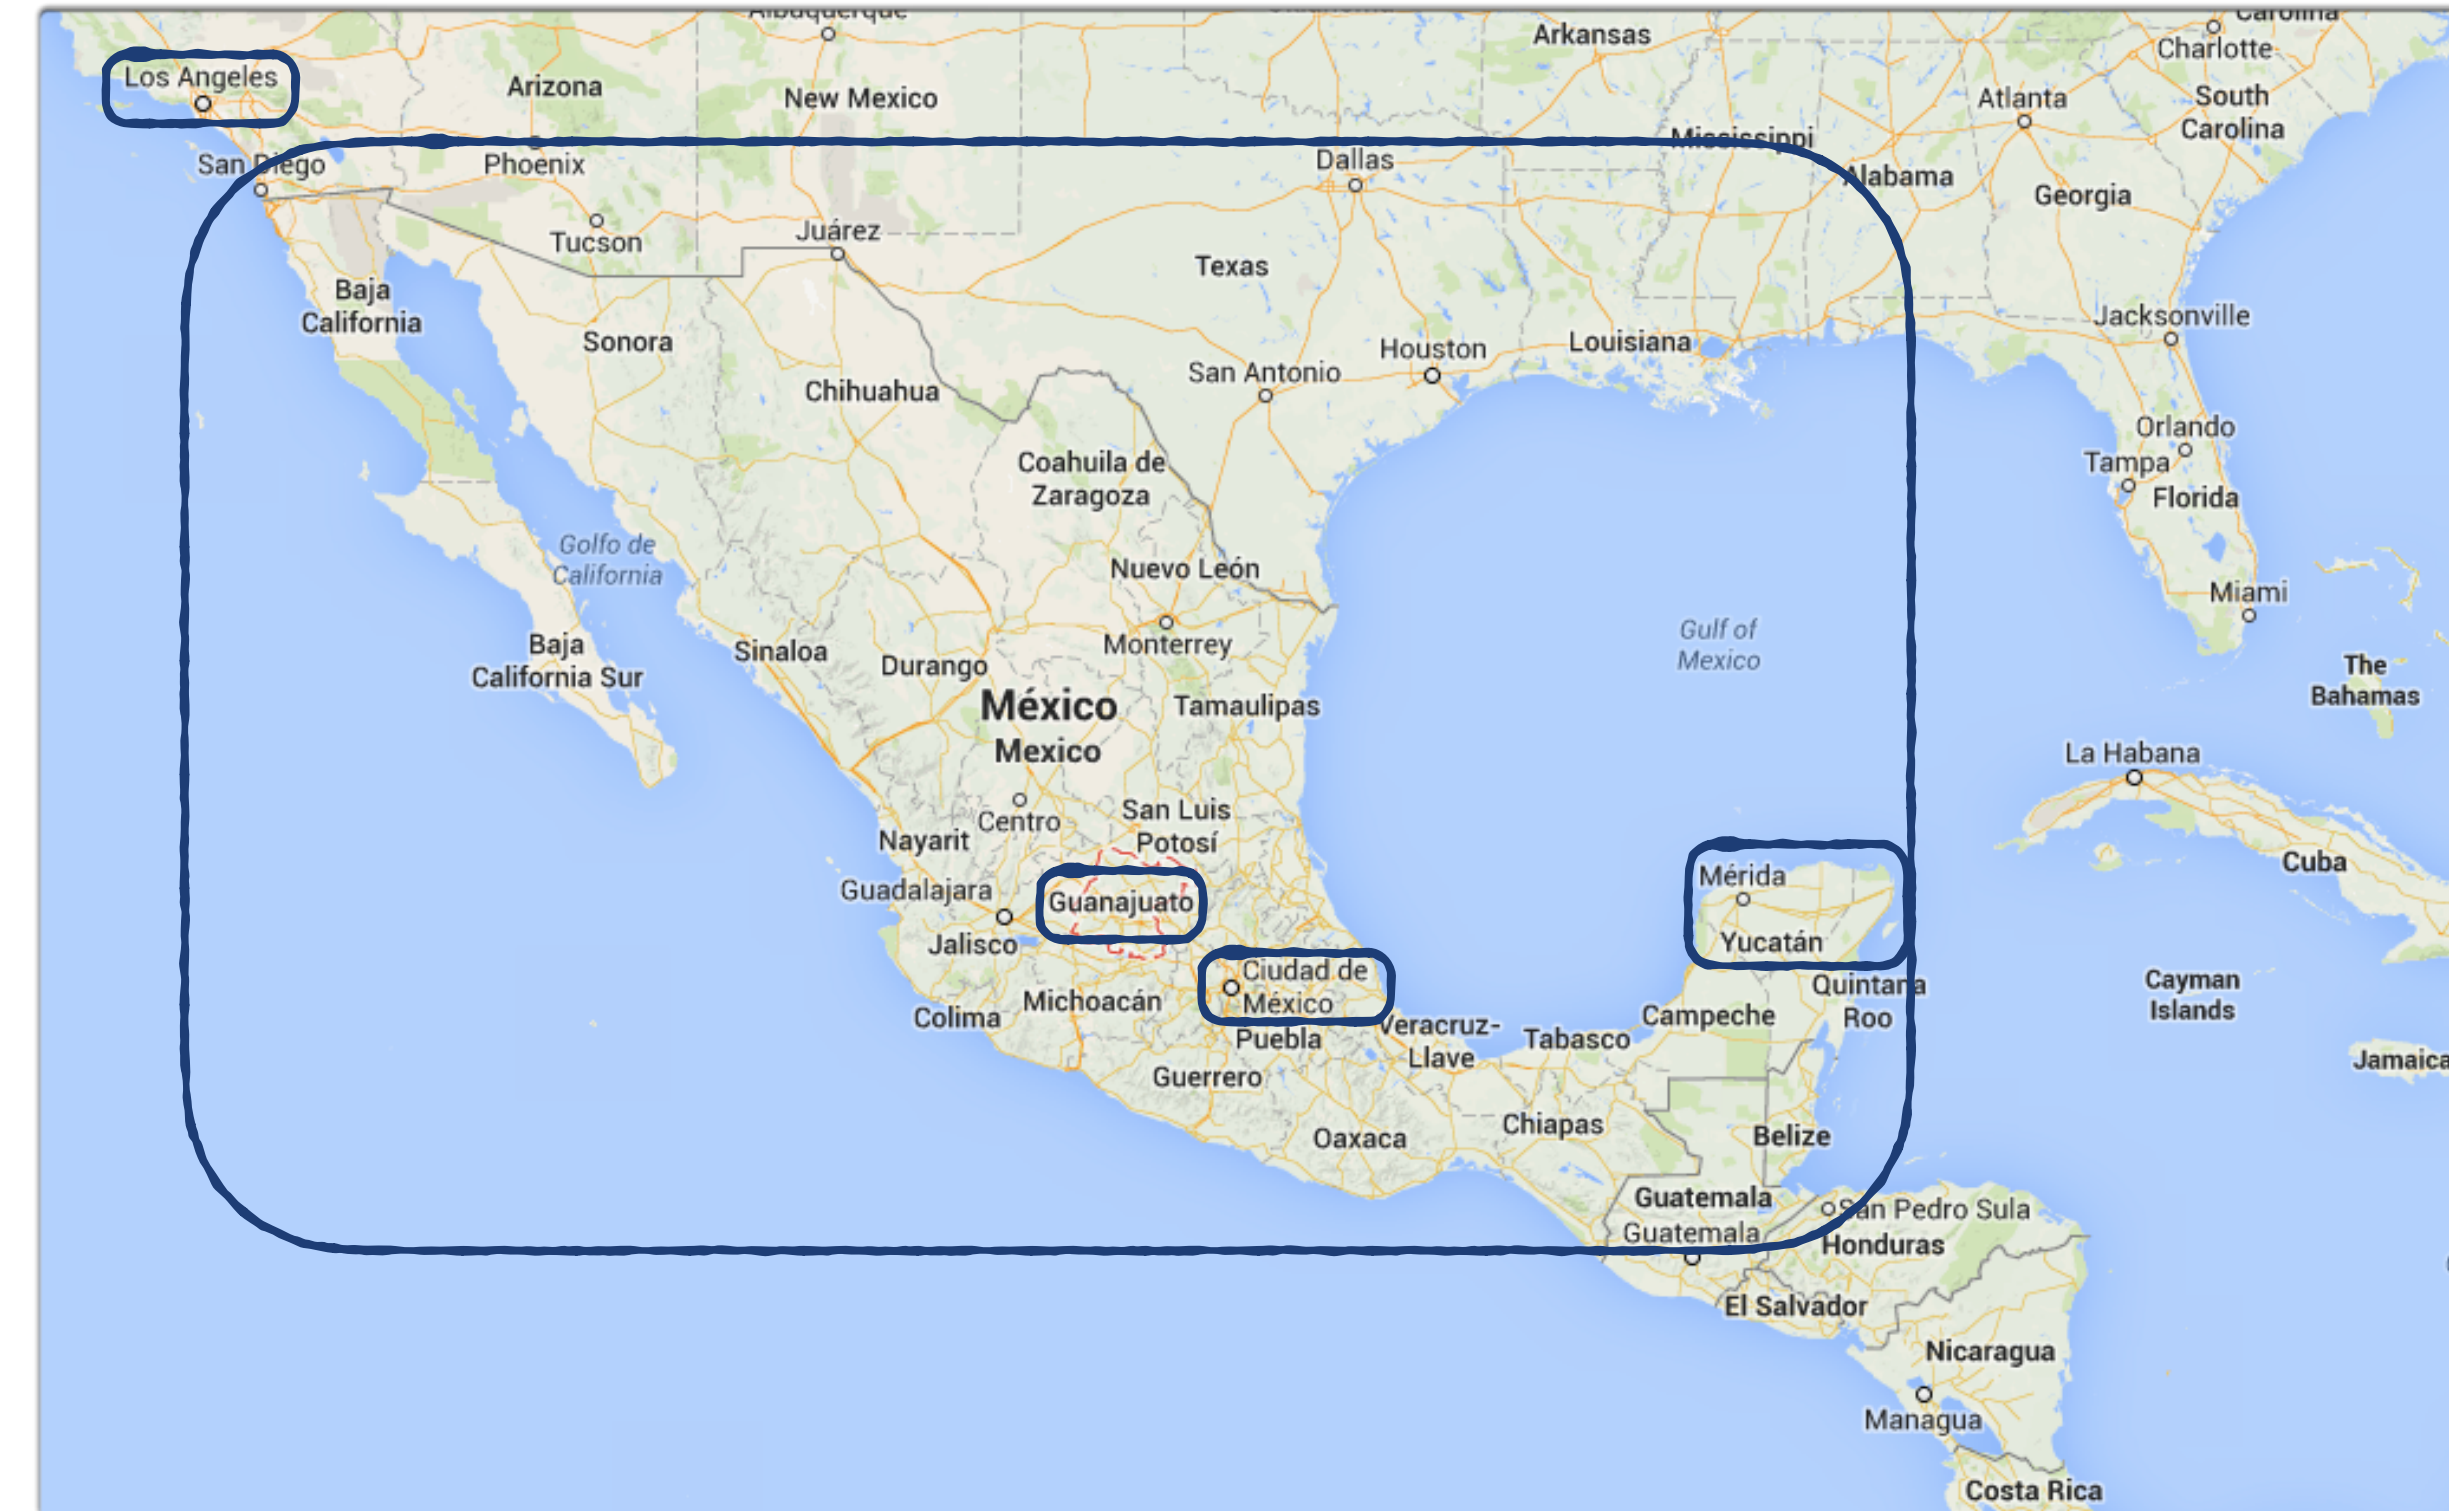 Albuquerque
Carolina
Arkansas
Charlotte
Los Angeles
Arizona
New Mexico
Atlanta
South
Carolina
Mississippi
San Diego
Phoenix
Dallas
Alabama
Georgia
Tucson
Juárez
Texas
Baja
California
Sonora
Jacksonville
Louisiana
Houston
San Antonio
Chihuahua
Orlando
Tampa
Florida
Coahuila de
Zaragoza
Golfo de
California
Nuevo León
Miami
Gulf of
Mexico
Monterrey
Baja
California Sur
Sinaloa
Durango
The
Bahamas
México
Mexico
Tamaulipas
La Habana
San Luis
Potosí
Centro
Nayarit
Cuba
Mérida
Guadalajara
Guanajuato
Jalisco
Yucatán
Ciudad de
México
Cayman
Islands
Quintana
Roo
Michoacán
Colima
Campeche
Veracruz-
Llave
Tabasco
Puebla
Jamaica
Guerrero
Chiapas
Oaxaca
Belize
Guatemala
Guatemala
San Pedro Sula
Honduras
El Salvador
Nicaragua
Managua
Costa Rica